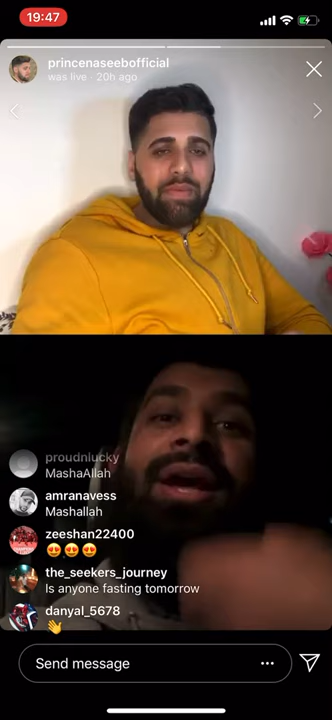 19:47
princenaseebofficial
was live · 20h ago
proudnlucky
MashaAllah
amranavess
Mashallah
zeeshan22400
😍😍😍
the_seekers_journey
Is anyone fasting tomorrow
danyal_5678
👋
Send message